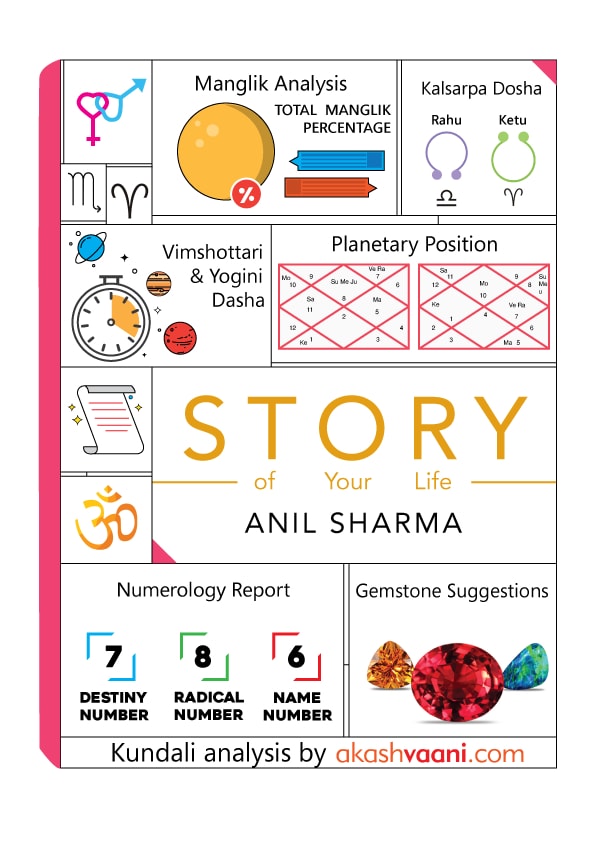 Manglik Analysis
TOTAL MANGLIK
PERCENTAGE
%
Kalsarpa Dosha
Rahu Ketu
Vimshottari
& Yogini
Dasha
Planetary Position
Mo
10
9
Su Me Ju
Ve Ra
7
6
Sa
11
8
2
Ma
5
12
Ke 1
3
4
Sa
12
11
Mo
10
9
8
Su
Me
u
Ke
1
4
Ve Ra
7
2
3
6
Ma 5
STORY
of Your Life
ANIL SHARMA
ॐ
Numerology Report
7 8 6
DESTINY
NUMBER
RADICAL
NUMBER
NAME
NUMBER
Gemstone Suggestions
Kundali analysis by akashvaani.com